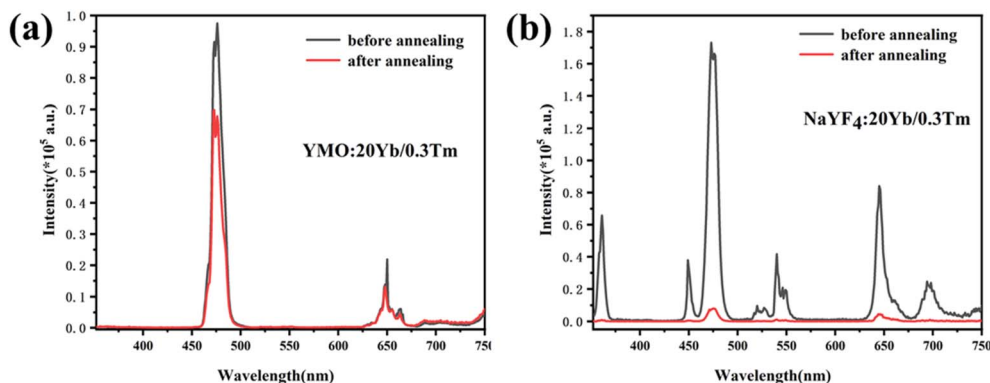 (a)
before annealing
after annealing
YMO:20Yb/0.3Tm
Intensity(*10⁵ a.u.)
1.0
0.9
0.8
0.7
0.6
0.5
0.4
0.3
0.2
0.1
0.0
400 450 500 550 600 650 700 750
Wavelength(nm)
(b)
before annealing
after annealing
NaYF₄:20Yb/0.3Tm
Intensity(*10⁵ a.u.)
1.8
1.6
1.4
1.2
1.0
0.8
0.6
0.4
0.2
0.0
400 450 500 550 600 650 700 750
Wavelength(nm)